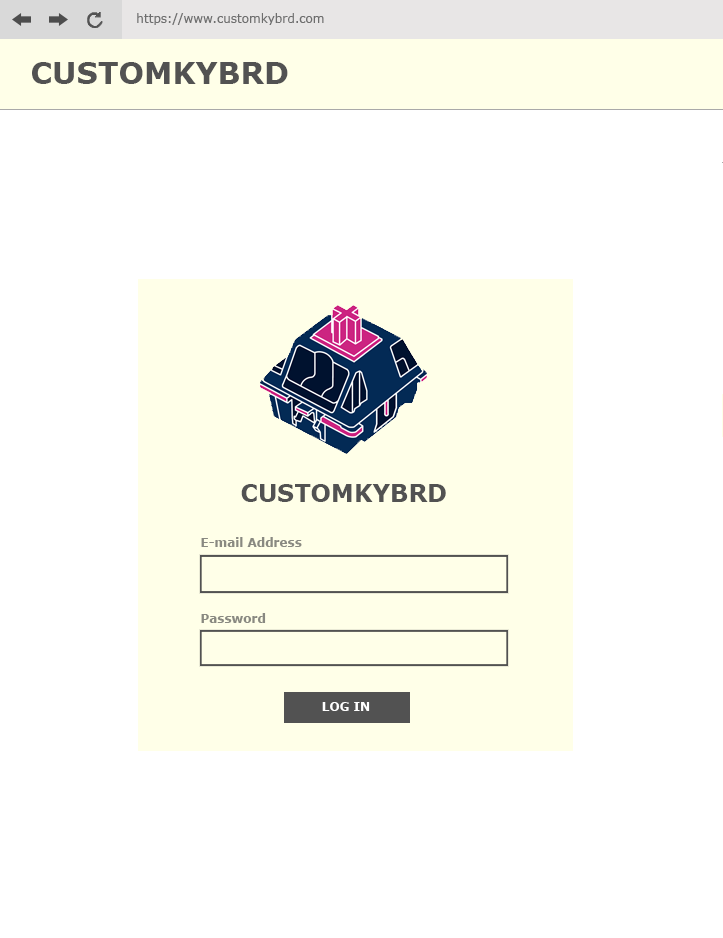 https://www.customkybrd.com
CUSTOMKYBRD
CUSTOMKYBRD
E-mail Address
Password
LOG IN